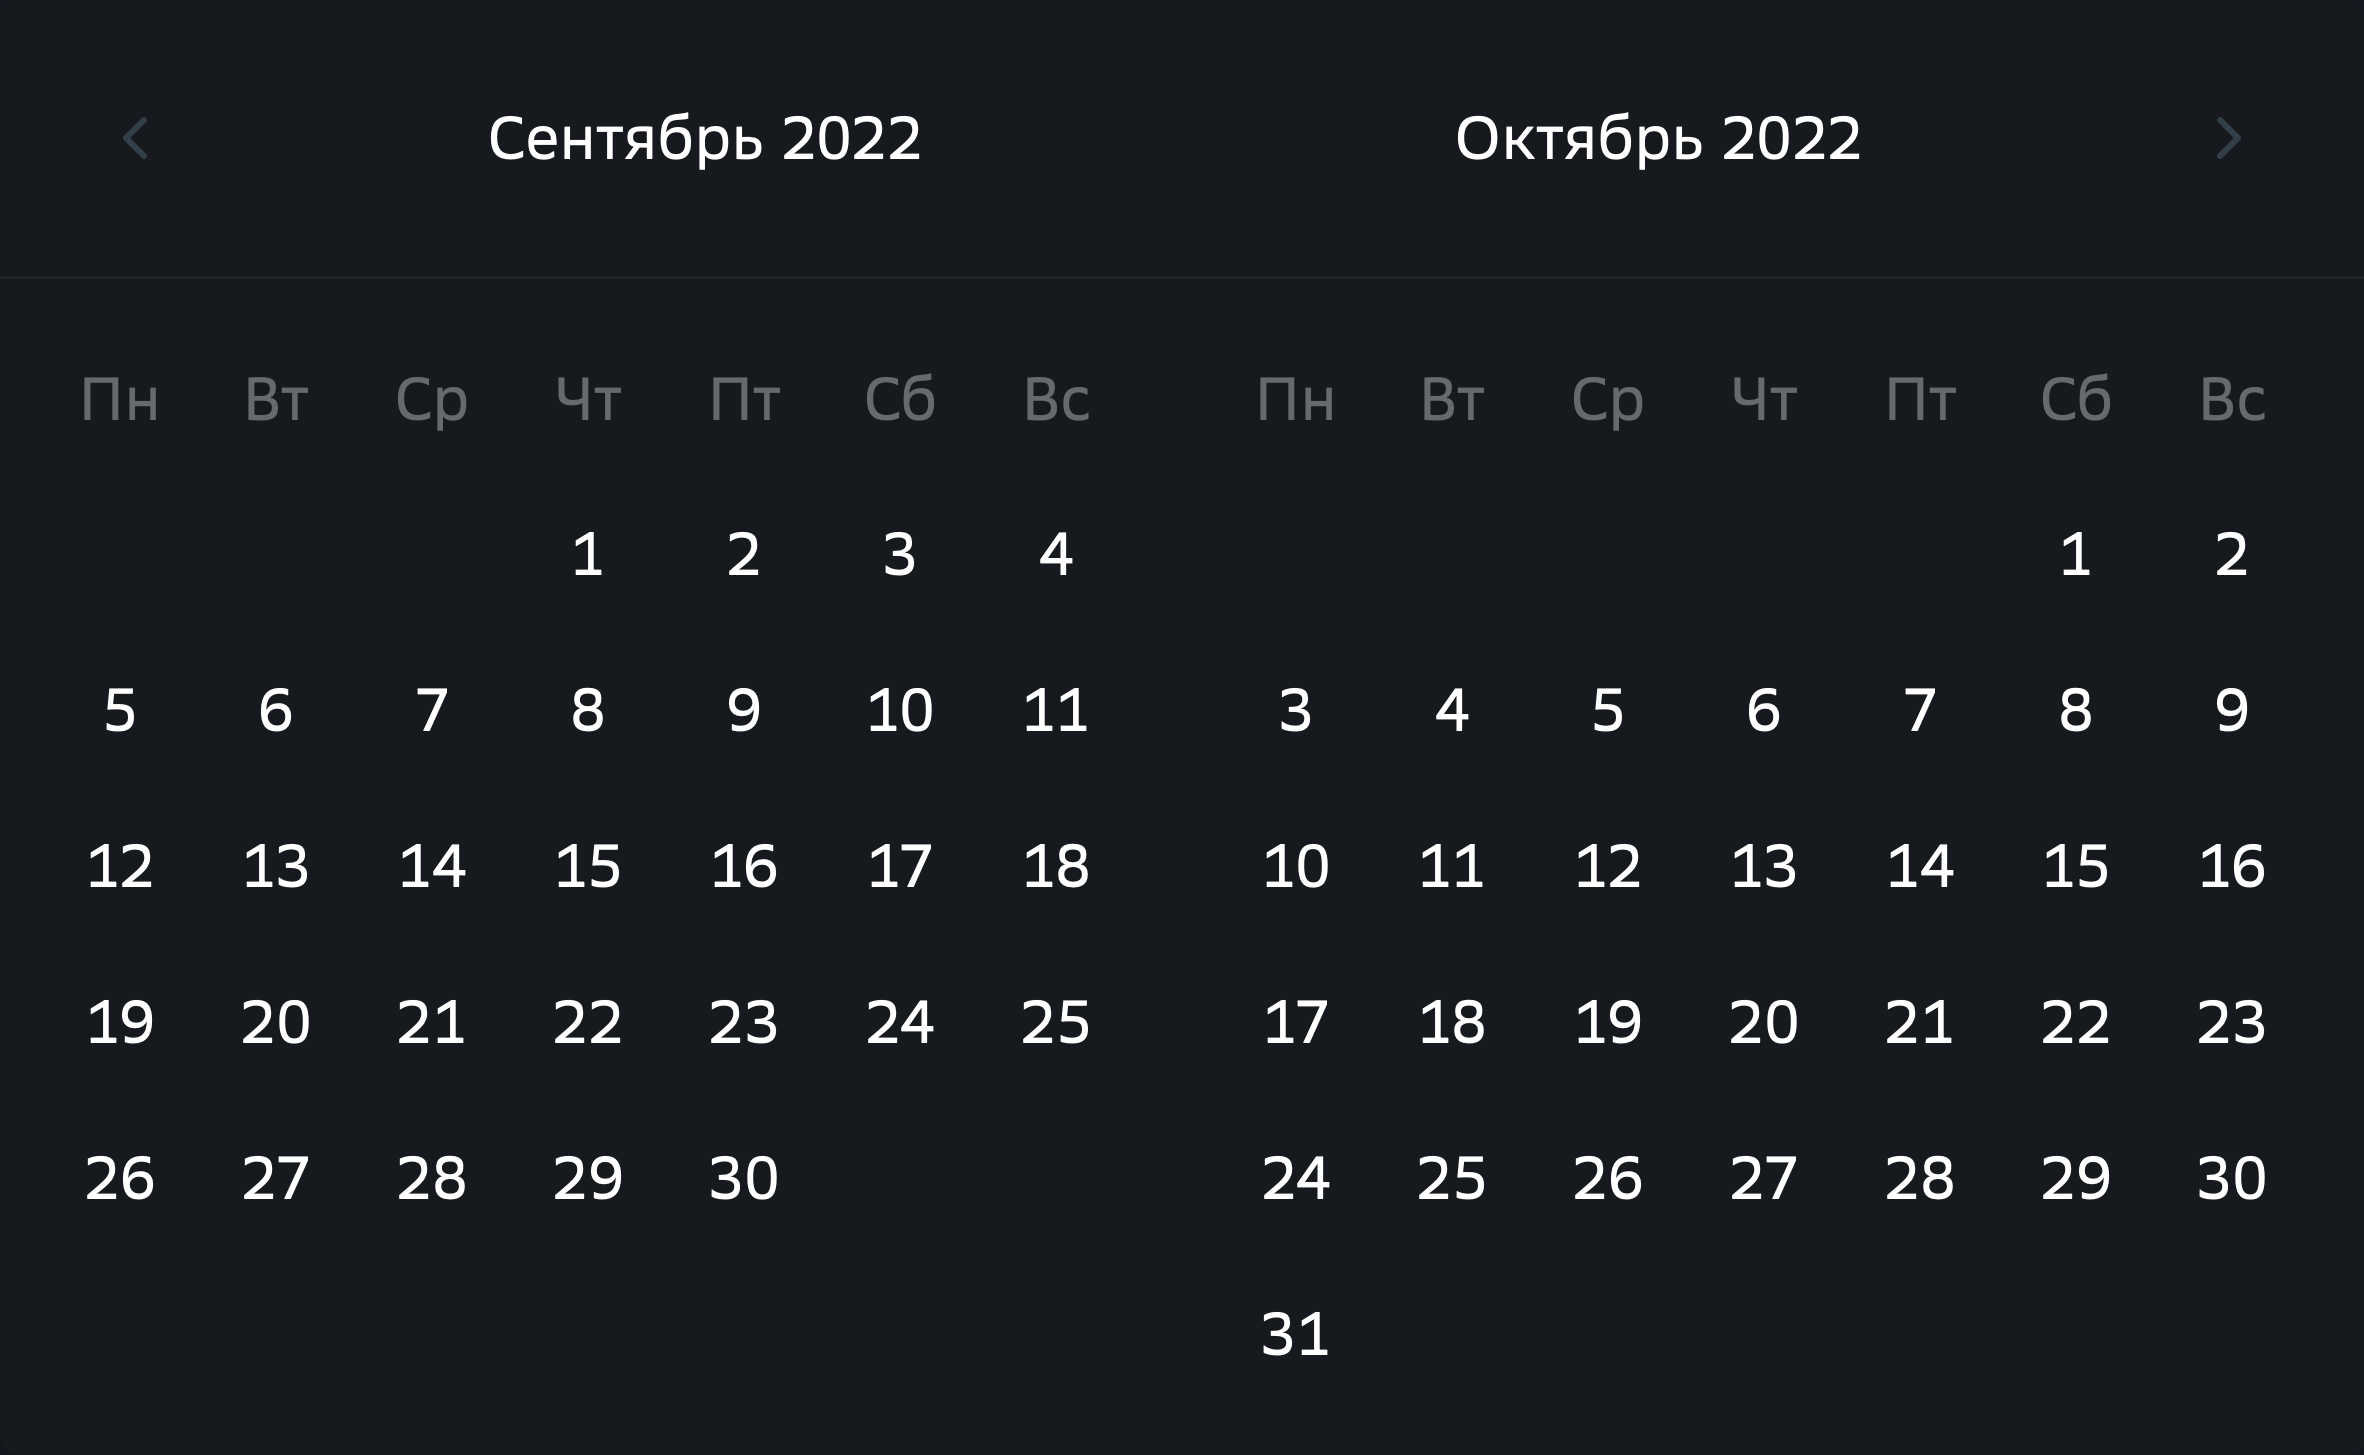 Сентябрь 2022
Пн Вт Ср Чт Пт Сб Вс
1 2 3 4
5 6 7 8 9 10 11
12 13 14 15 16 17 18
19 20 21 22 23 24 25
26 27 28 29 30
Октябрь 2022
Пн Вт Ср Чт Пт Сб Вс
1 2
3 4 5 6 7 8 9
10 11 12 13 14 15 16
17 18 19 20 21 22 23
24 25 26 27 28 29 30
31